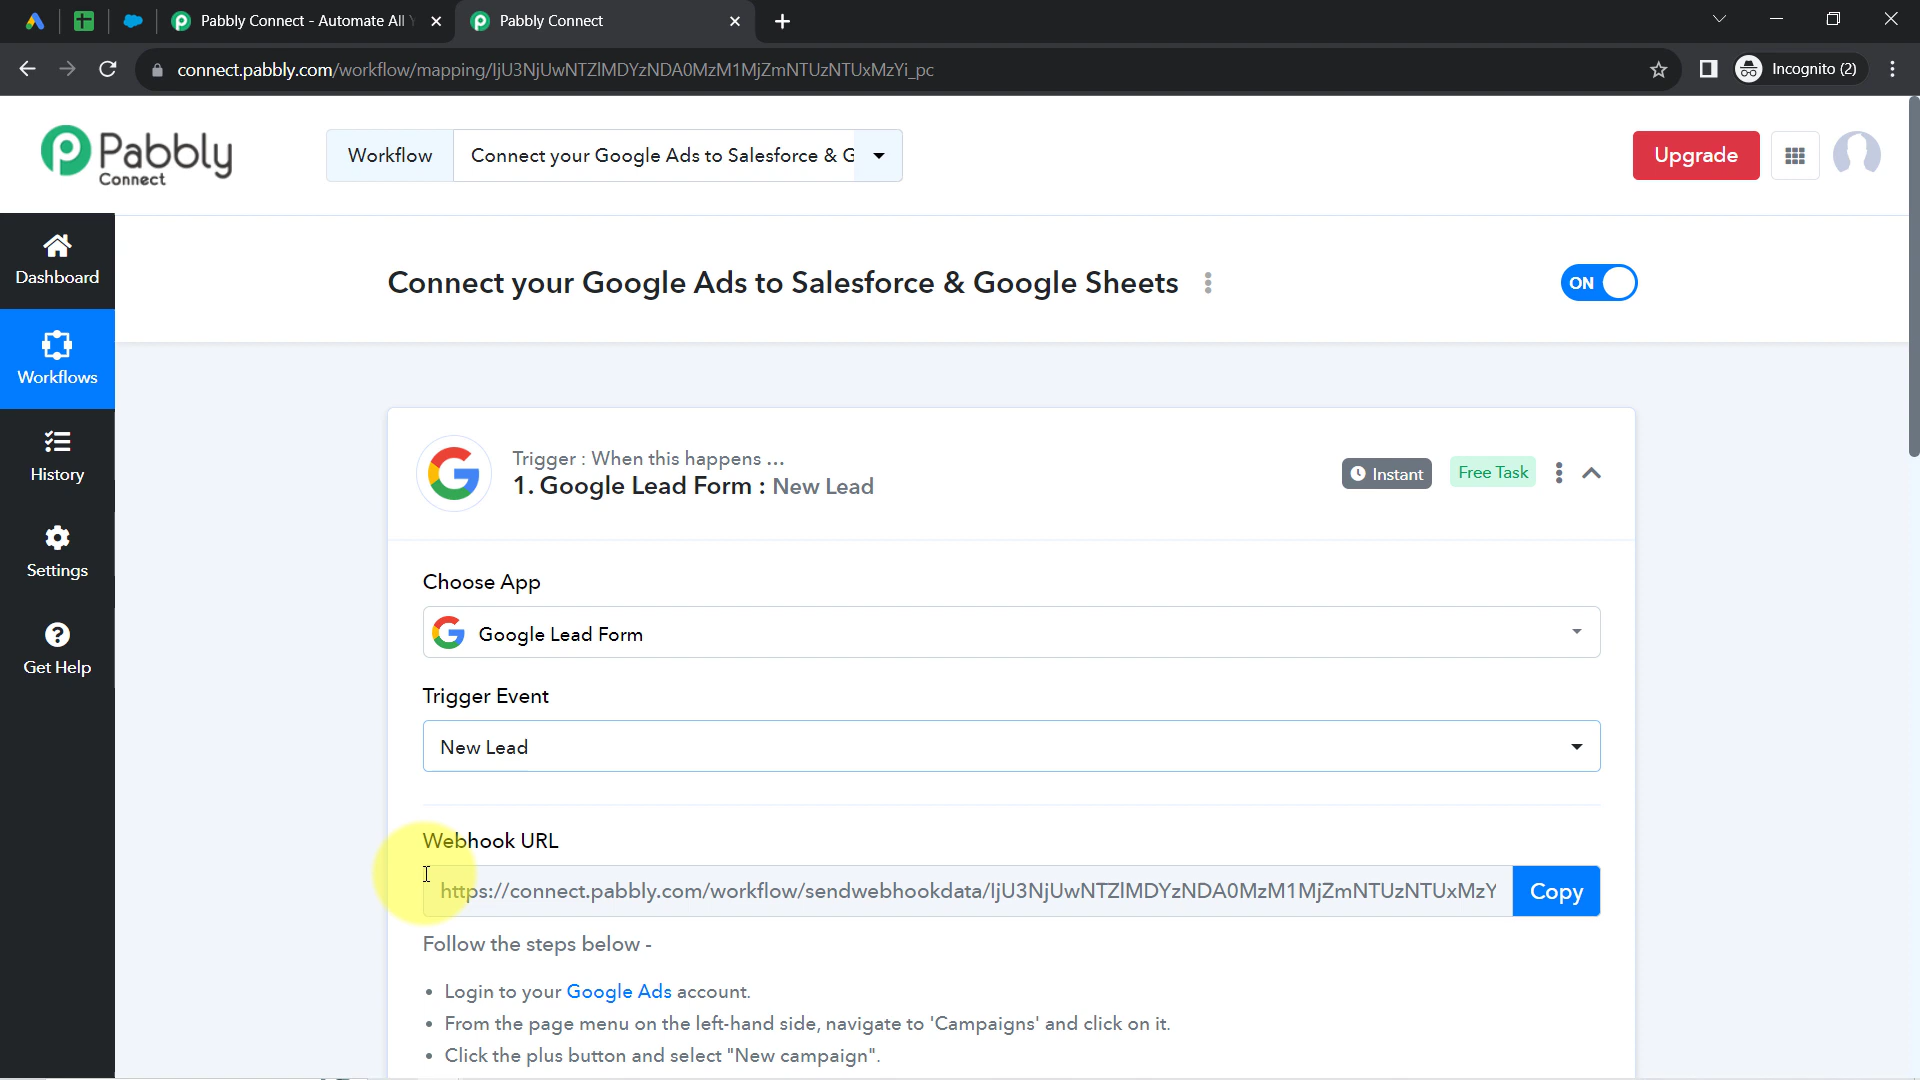 Pabbly Connect - Automate All Y
Pabbly Connect
connect.pabbly.com/workflow/mapping/IjU3NjUwNTZlMDYzNDA0MzM1MjZmNTUzNTUxMzYi_pc
Incognito (2)
Pabbly
Connect
Workflow
Connect your Google Ads to Salesforce & G
Upgrade
Dashboard
Connect your Google Ads to Salesforce & Google Sheets
ON
Workflows
Trigger : When this happens ...
1. Google Lead Form : New Lead
Instant
Free Task
History
Choose App
Settings
Google Lead Form
Get Help
Trigger Event
New Lead
Webhook URL
https://connect.pabbly.com/workflow/sendwebhookdata/IjU3NjUwNTZlMDYzNDA0MzM1MjZmNTUzNTUxMzY
Copy
Follow the steps below -
• Login to your Google Ads account.
• From the page menu on the left-hand side, navigate to 'Campaigns' and click on it.
• Click the plus button and select "New campaign".